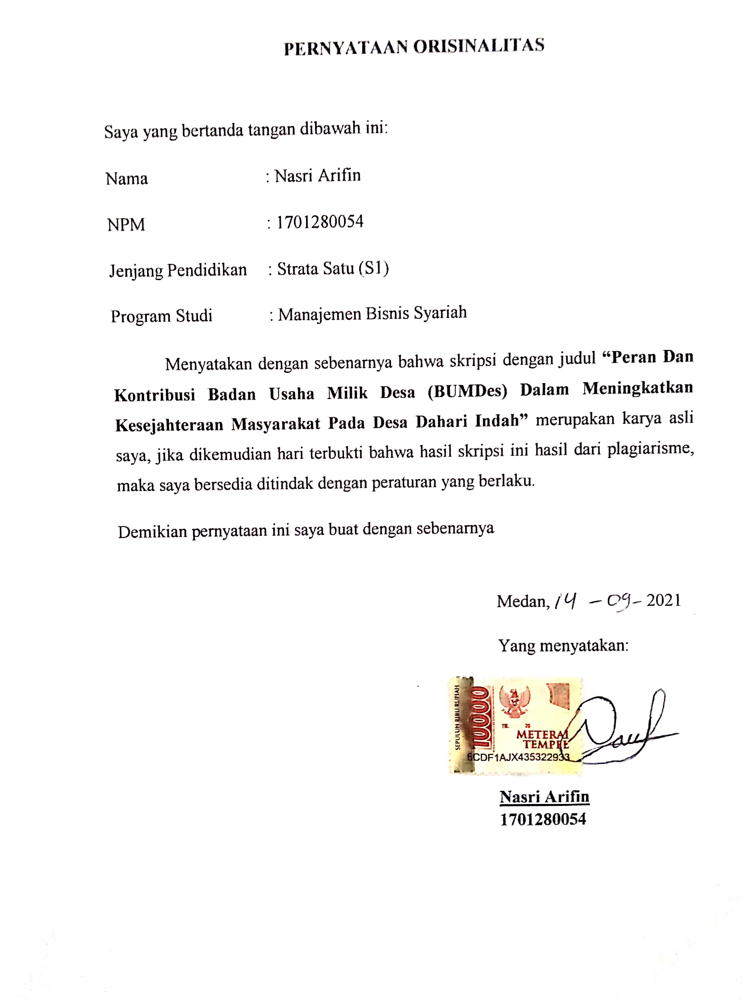 PERNYATAAN ORISINALITAS
Saya yang bertanda tangan dibawah ini:
Nama : Nasri Arifin
NPM : 1701280054
Jenjang Pendidikan : Strata Satu (S1)
Program Studi : Manajemen Bisnis Syariah
Menyatakan dengan sebenarnya bahwa skripsi dengan judul “Peran Dan
Kontribusi Badan Usaha Milik Desa (BUMDes) Dalam Meningkatkan
Kesejahteraan Masyarakat Pada Desa Dahari Indah” merupakan karya asli
saya, jika dikemudian hari terbukti bahwa hasil skripsi ini hasil dari plagiarisme,
maka saya bersedia ditindak dengan peraturan yang berlaku.
Demikian pernyataan ini saya buat dengan sebenarnya
Medan, 14 - 09 - 2021
Yang menyatakan:
SEPULUH RIBU RUPIAH
10000
TGL. 20
METERAI
TEMPEL
6CDF1AJX435322933
Nasri Arifin
1701280054